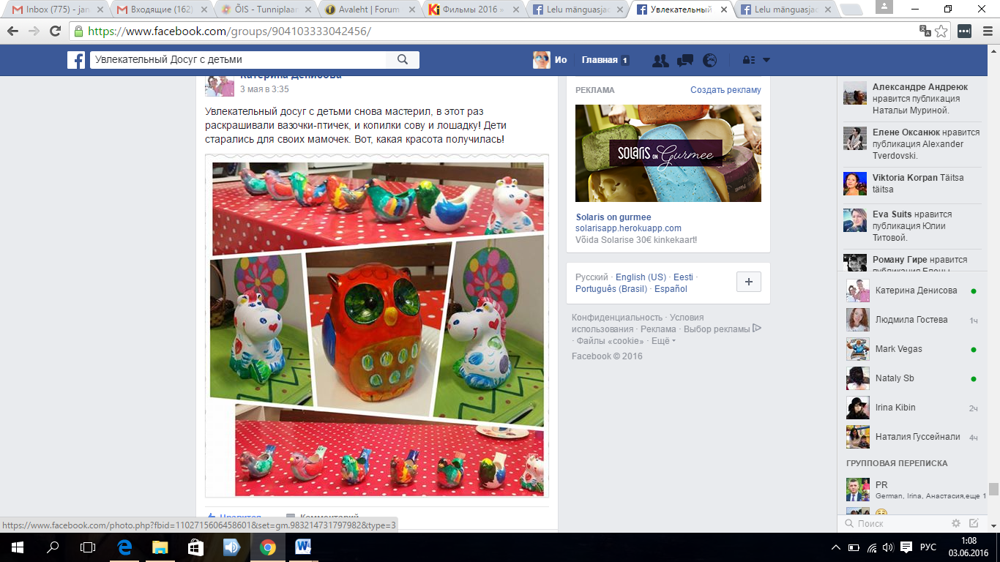 Inbox (775) - jan
Входящие (162)
ÕIS - Tunniplaan
Avaleht | Forum
Фильмы 2016 »
Lelu mänguasjad
Увлекательный
Lelu mänguasjad
https://www.facebook.com/groups/904103333042456/
Увлекательный Досуг с детьми
Ио
Главная 1
Катерина Денисова
3 мая в 3:35
Увлекательный досуг с детьми снова мастерил, в этот раз
раскрашивали вазочки-птичек, и копилки сову и лошадку! Дети
старались для своих мамочек. Вот, какая красота получилась!
Нравится
Комментарий
РЕКЛАМА
Создать рекламу
SOLARIS ON Gurmee
Solaris on gurmee
solarisapp.herokuapp.com
Võida Solarise 30€ kinkekaart!
Русский · English (US) · Eesti ·
Português (Brasil) · Español
Конфиденциальность · Условия
использования · Реклама · Выбор рекламы
· Файлы «cookie» · Ещё
Facebook © 2016
Александре Андреюк
нравится публикация
Натальи Муриной.
Елене Оксанюк нравится
публикация Alexander
Tverdovski.
Viktoria Korpan Täitsa
täitsa
Eva Suits нравится
публикация Юлии
Титовой.
Роману Гире нравится
публикация Елены
Катерина Денисова
Людмила Гостева 1ч
Mark Vegas
Nataly Sb
Irina Kibin 2ч
Наталия Гуссейнали 4ч
ГРУППОВАЯ ПЕРЕПИСКА
PR
German, Irina, Анастасия,еще 1
Поиск
https://www.facebook.com/photo.php?fbid=1102715606458601&set=gm.983214731797982&type=3
РУС
1:08
03.06.2016